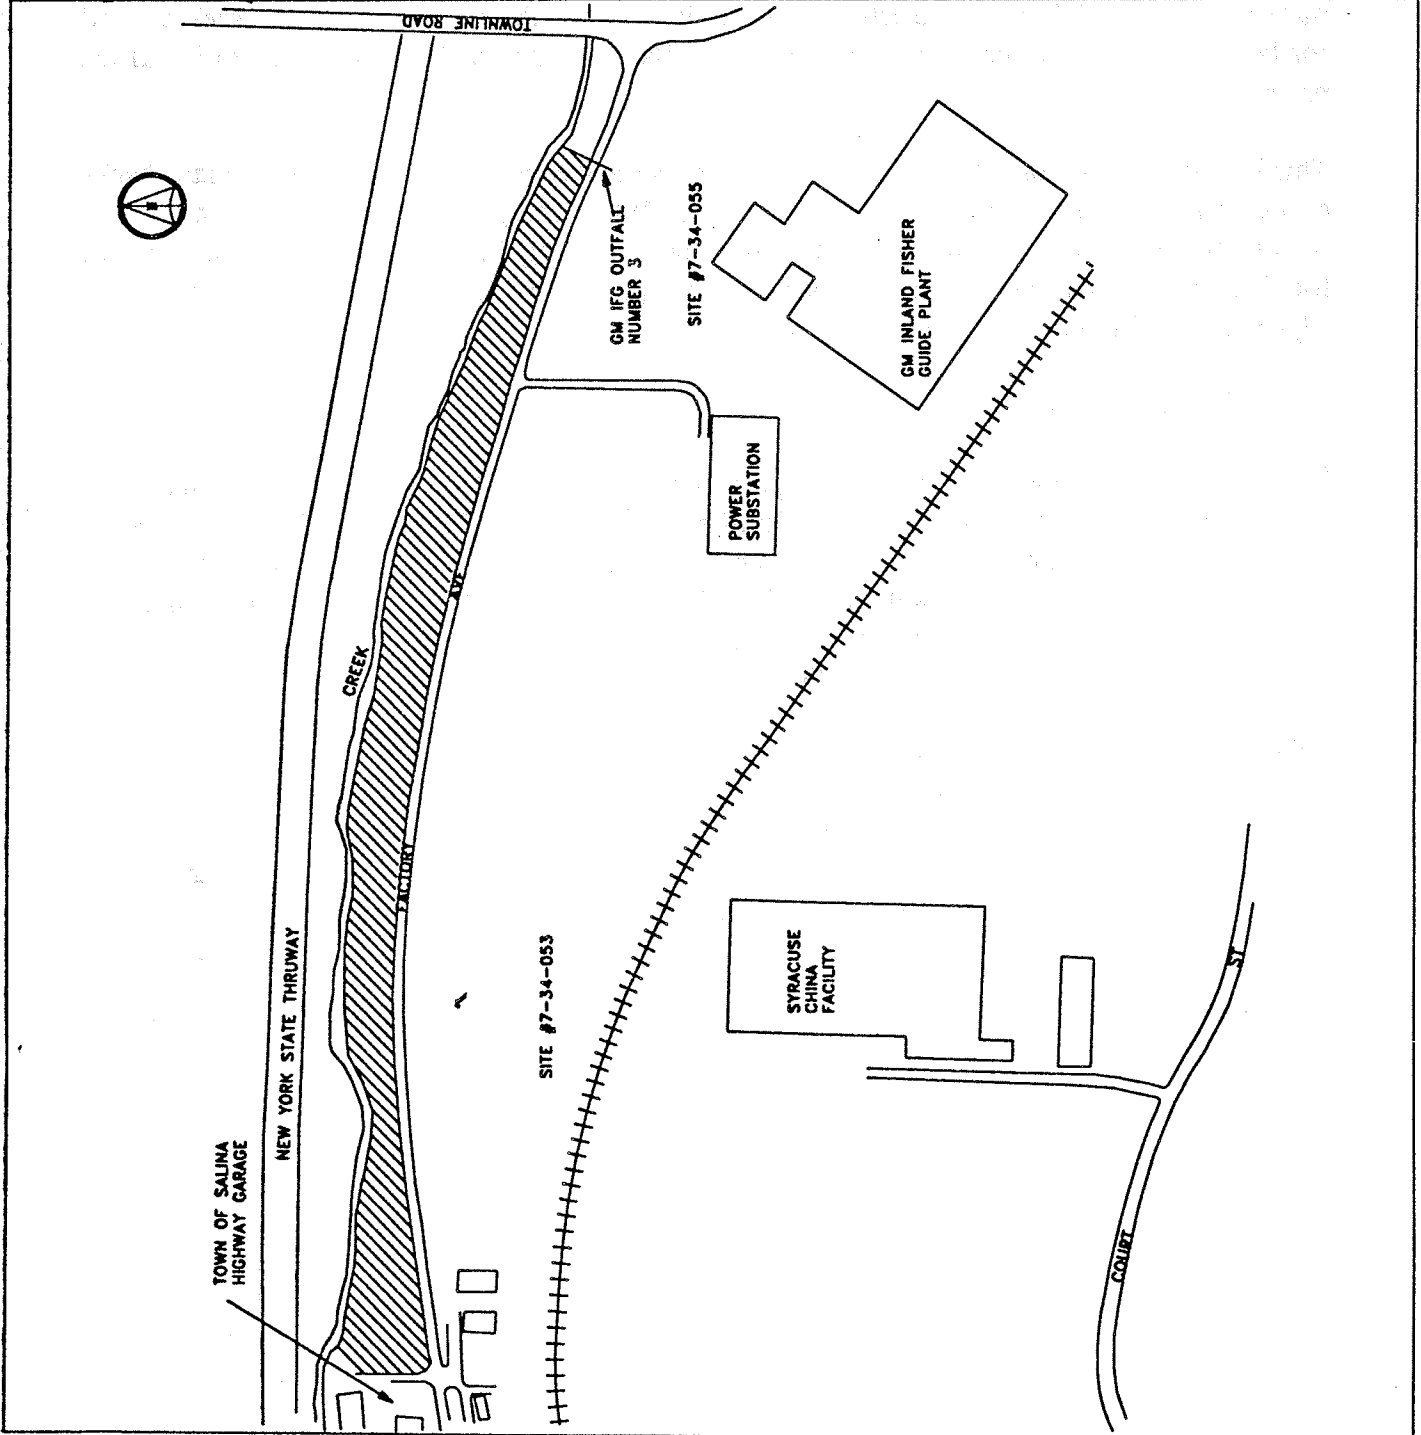 TOWNLINE ROAD
GM IFG OUTFALL
NUMBER 3
SITE #7-34-055
GM INLAND FISHER
GUIDE PLANT
POWER
SUBSTATION
CREEK
FACTORY AVE
NEW YORK STATE THRUWAY
SITE #7-34-053
SYRACUSE
CHINA
FACILITY
TOWN OF SALINA
HIGHWAY GARAGE
COURT ST